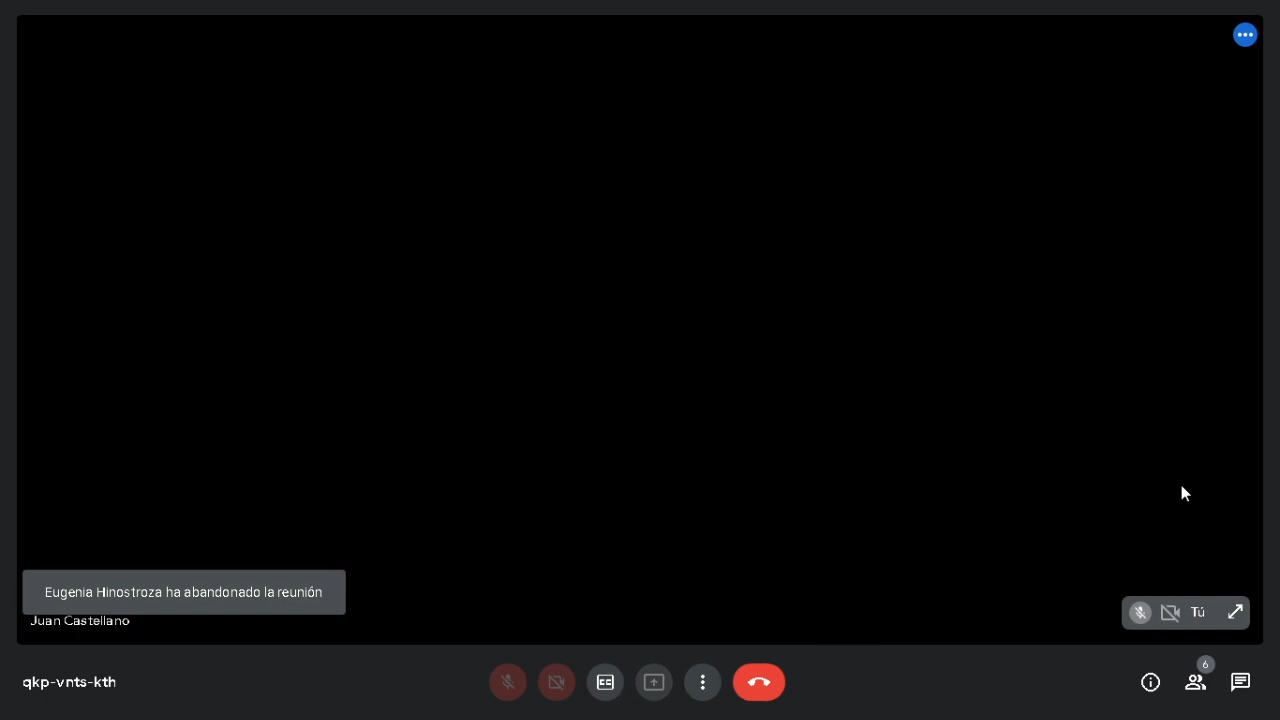 Eugenia Hinostroza ha abandonado la reunión
Juan Castellano
Tú
qkp-vnts-kth
6